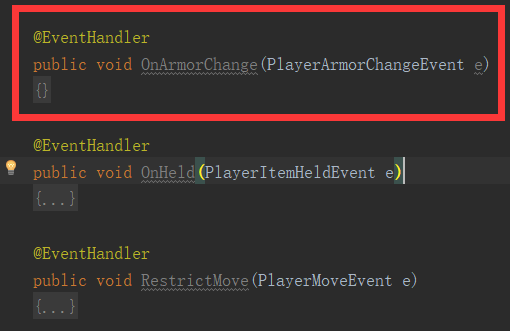 @EventHandler
public void OnArmorChange(PlayerArmorChangeEvent e)
{}
@EventHandler
public void OnHeld(PlayerItemHeldEvent e)
{...}
@EventHandler
public void RestrictMove(PlayerMoveEvent e)
{...}